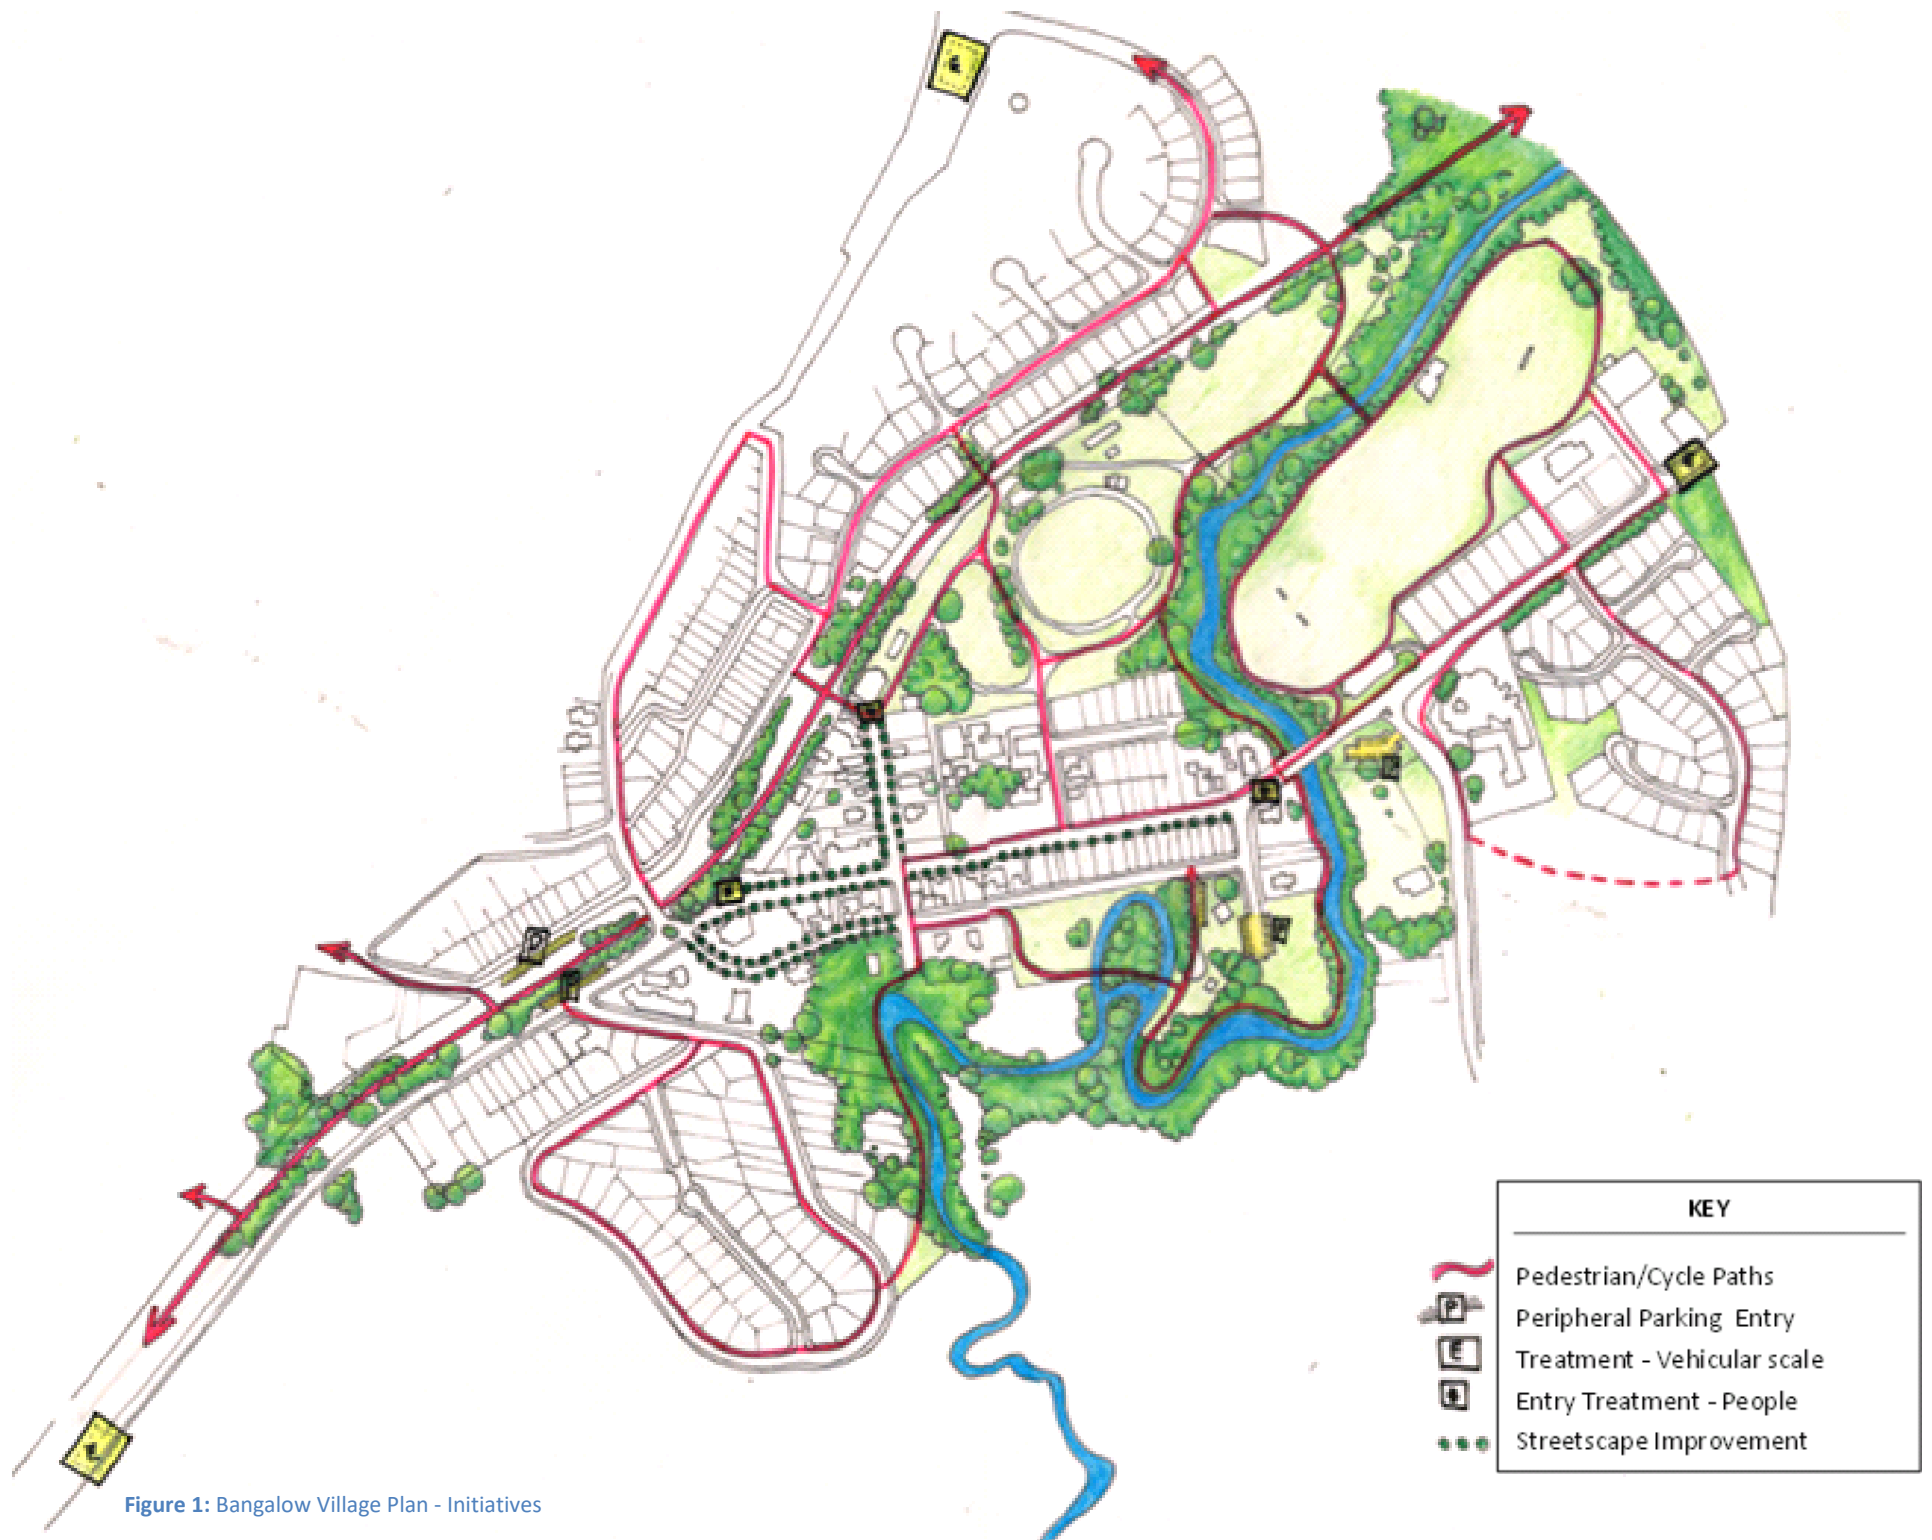 P
P
P
KEY
Pedestrian/Cycle Paths
P
Peripheral Parking Entry
E
Treatment - Vehicular scale
Entry Treatment - People
Streetscape Improvement
Figure 1: Bangalow Village Plan - Initiatives